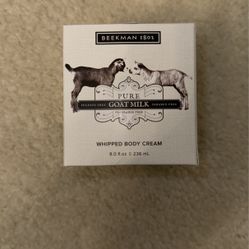 BEEKMAN 1802
PURE
GOAT MILK
WHIPPED BODY CREAM
8.0 fl oz | 236 mL